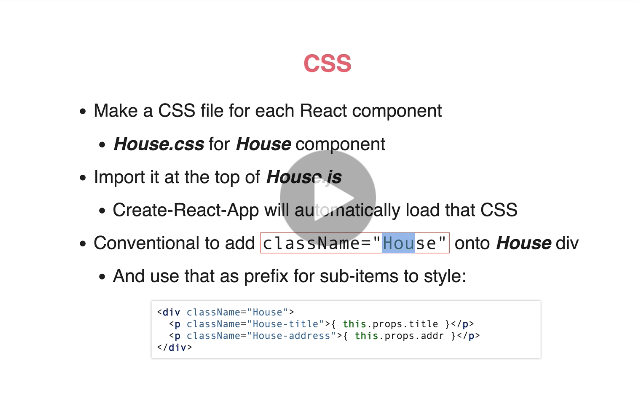 CSS
• Make a CSS file for each React component
• House.css for House component
• Import it at the top of House.js
• Create-React-App will automatically load that CSS
• Conventional to add className="House" onto House div
• And use that as prefix for sub-items to style:
<div className="House">
  <p className="House-title">{ this.props.title }</p>
  <p className="House-address">{ this.props.addr }</p>
</div>